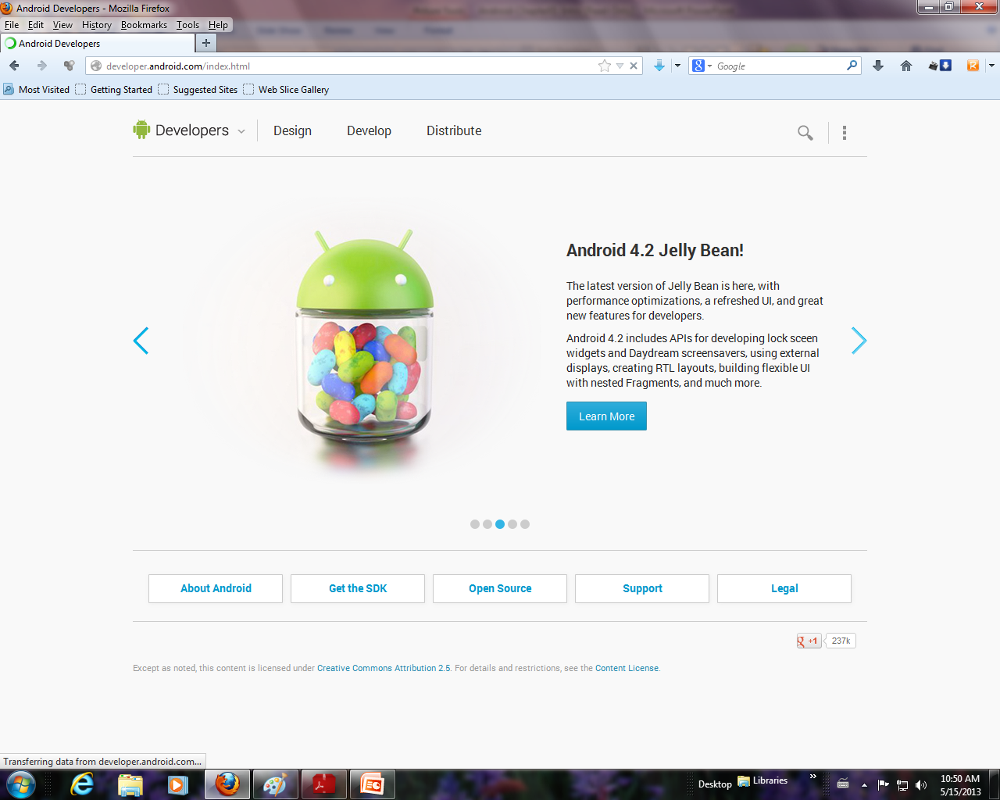 Android Developers - Mozilla Firefox
File Edit View History Bookmarks Tools Help
Android Developers
developer.android.com/index.html
Google
Most Visited Getting Started Suggested Sites Web Slice Gallery
Developers Design Develop Distribute
Android 4.2 Jelly Bean!
The latest version of Jelly Bean is here, with
performance optimizations, a refreshed UI, and great
new features for developers.
Android 4.2 includes APIs for developing lock sceen
widgets and Daydream screensavers, using external
displays, creating RTL layouts, building flexible UI
with nested Fragments, and much more.
Learn More
About Android Get the SDK Open Source Support Legal
+1 237k
Except as noted, this content is licensed under Creative Commons Attribution 2.5. For details and restrictions, see the Content License.
Transferring data from developer.android.com...
Desktop Libraries
10:50 AM
5/15/2013